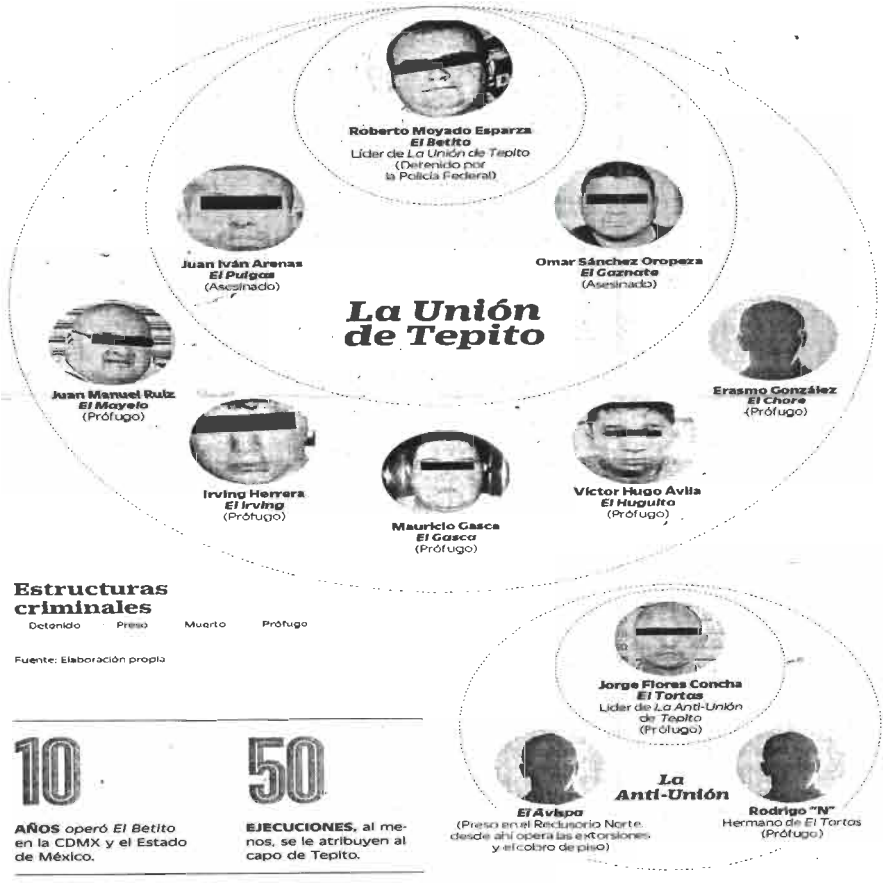 Roberto Moyado Esparza
El Betito
Líder de La Unión de Tepito
(Detenido por
la Policía Federal)
Juan Iván Arenas
El Pulgas
(Asesinado)
Omar Sánchez Oropeza
El Gaznate
(Asesinado)
La Unión
de Tepito
Juan Manuel Ruiz
El Mayelo
(Prófugo)
Erasmo González
El Chore
(Prófugo)
Irving Herrera
El Irving
(Prófugo)
Mauricio Gasca
El Gasca
(Prófugo)
Víctor Hugo Ávila
El Huguito
(Prófugo)
Estructuras
criminales
Detenido Preso Muerto Prófugo
Fuente: Elaboración propia
10
AÑOS operó El Betito
en la CDMX y el Estado
de México.
50
EJECUCIONES, al me-
nos, se le atribuyen al
capo de Tepito.
Jorge Flores Concha
El Tortas
Líder de La Anti-Unión
de Tepito
(Prófugo)
La
Anti-Unión
El Avispa
(Preso en el Reclusorio Norte,
desde ahí opera las extorsiones
y el cobro de piso)
Rodrigo "N"
Hermano de El Tortas
(Prófugo)